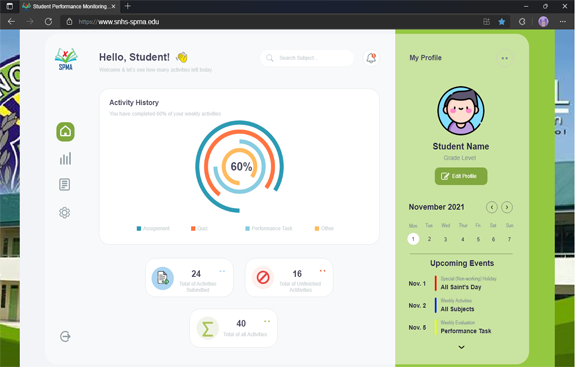 Student Performance Monitoring...
https://www.snhs-spma.edu
SPMA
Hello, Student!
Welcome & let's see how many activities left today
Search Subject...
Activity History
You have completed 60% of your weekly activities
60%
Assignment
Quiz
Performance Task
Other
24
Total of Activities
Submitted
16
Total of Unfinished
Activities
40
Total of all Activities
My Profile
Student Name
Grade Level
Edit Profile
November 2021
Mon Tue Wed Thu Fri Sat Sun
1 2 3 4 5 6 7
Upcoming Events
Nov. 1
Special (Non-working) Holiday
All Saint's Day
Nov. 2
Weekly Activities
All Subjects
Nov. 5
Weekly Evaluation
Performance Task